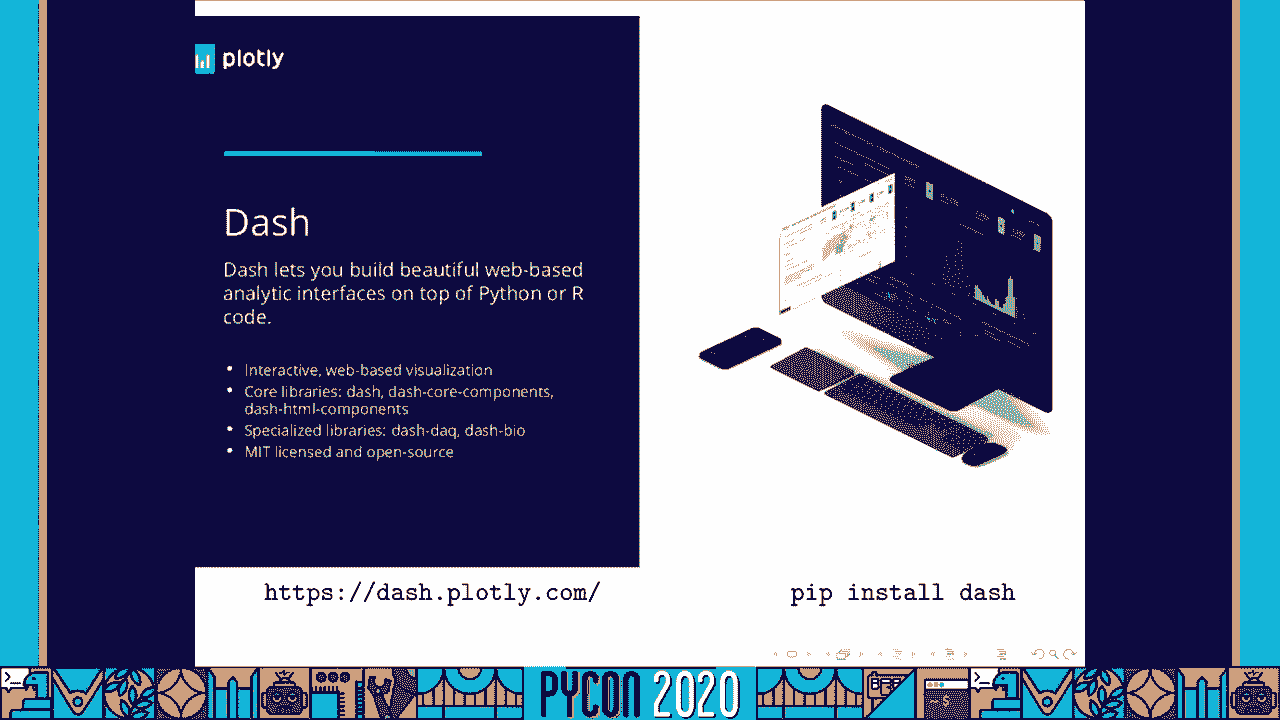 plotly
Dash
Dash lets you build beautiful web-based
analytic interfaces on top of Python or R
code.
• Interactive, web-based visualization
• Core libraries: dash, dash-core-components,
dash-html-components
• Specialized libraries: dash-daq, dash-bio
• MIT licensed and open-source
https://dash.plotly.com/
pip install dash
PYCON 2020